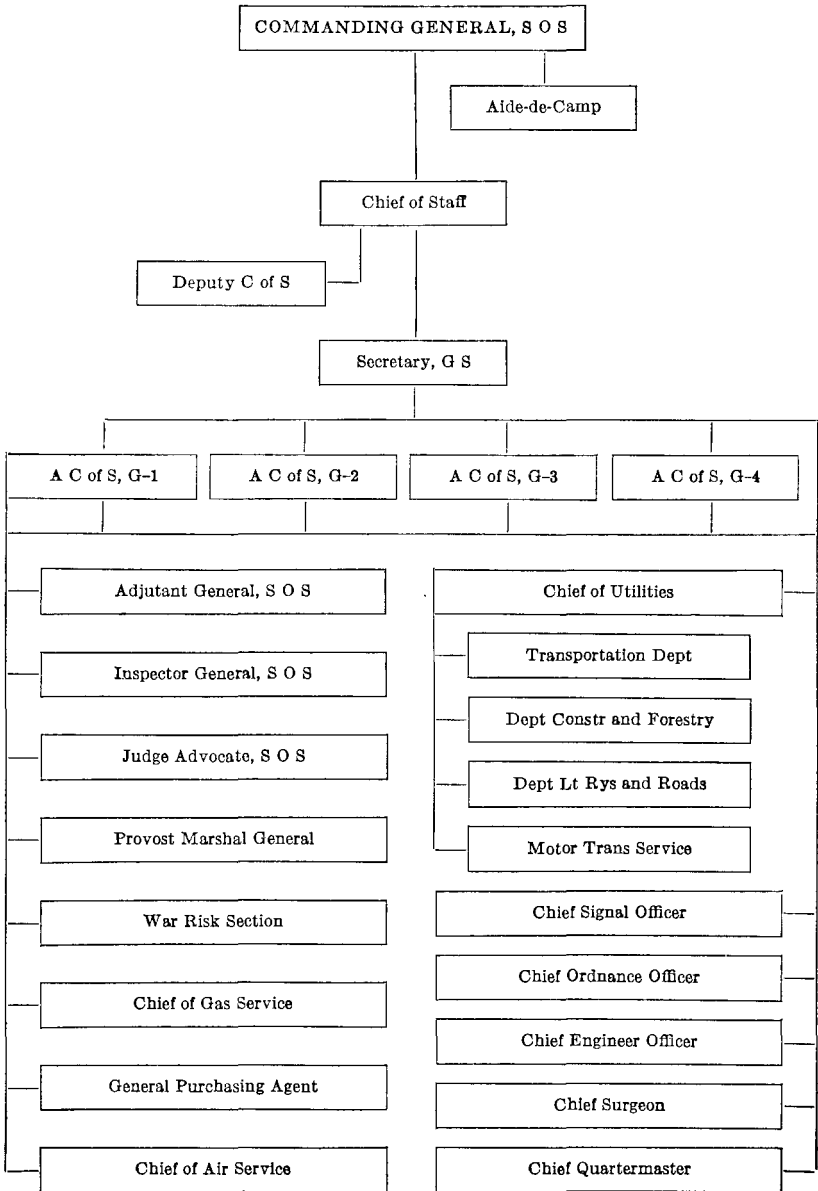 COMMANDING GENERAL, S O S
Aide-de-Camp
Chief of Staff
Deputy C of S
Secretary, G S
A C of S, G-1
A C of S, G-2
A C of S, G-3
A C of S, G-4
Adjutant General, S O S
Inspector General, S O S
Judge Advocate, S O S
Provost Marshal General
War Risk Section
Chief of Gas Service
General Purchasing Agent
Chief of Air Service
Chief of Utilities
Transportation Dept
Dept Constr and Forestry
Dept Lt Rys and Roads
Motor Trans Service
Chief Signal Officer
Chief Ordnance Officer
Chief Engineer Officer
Chief Surgeon
Chief Quartermaster